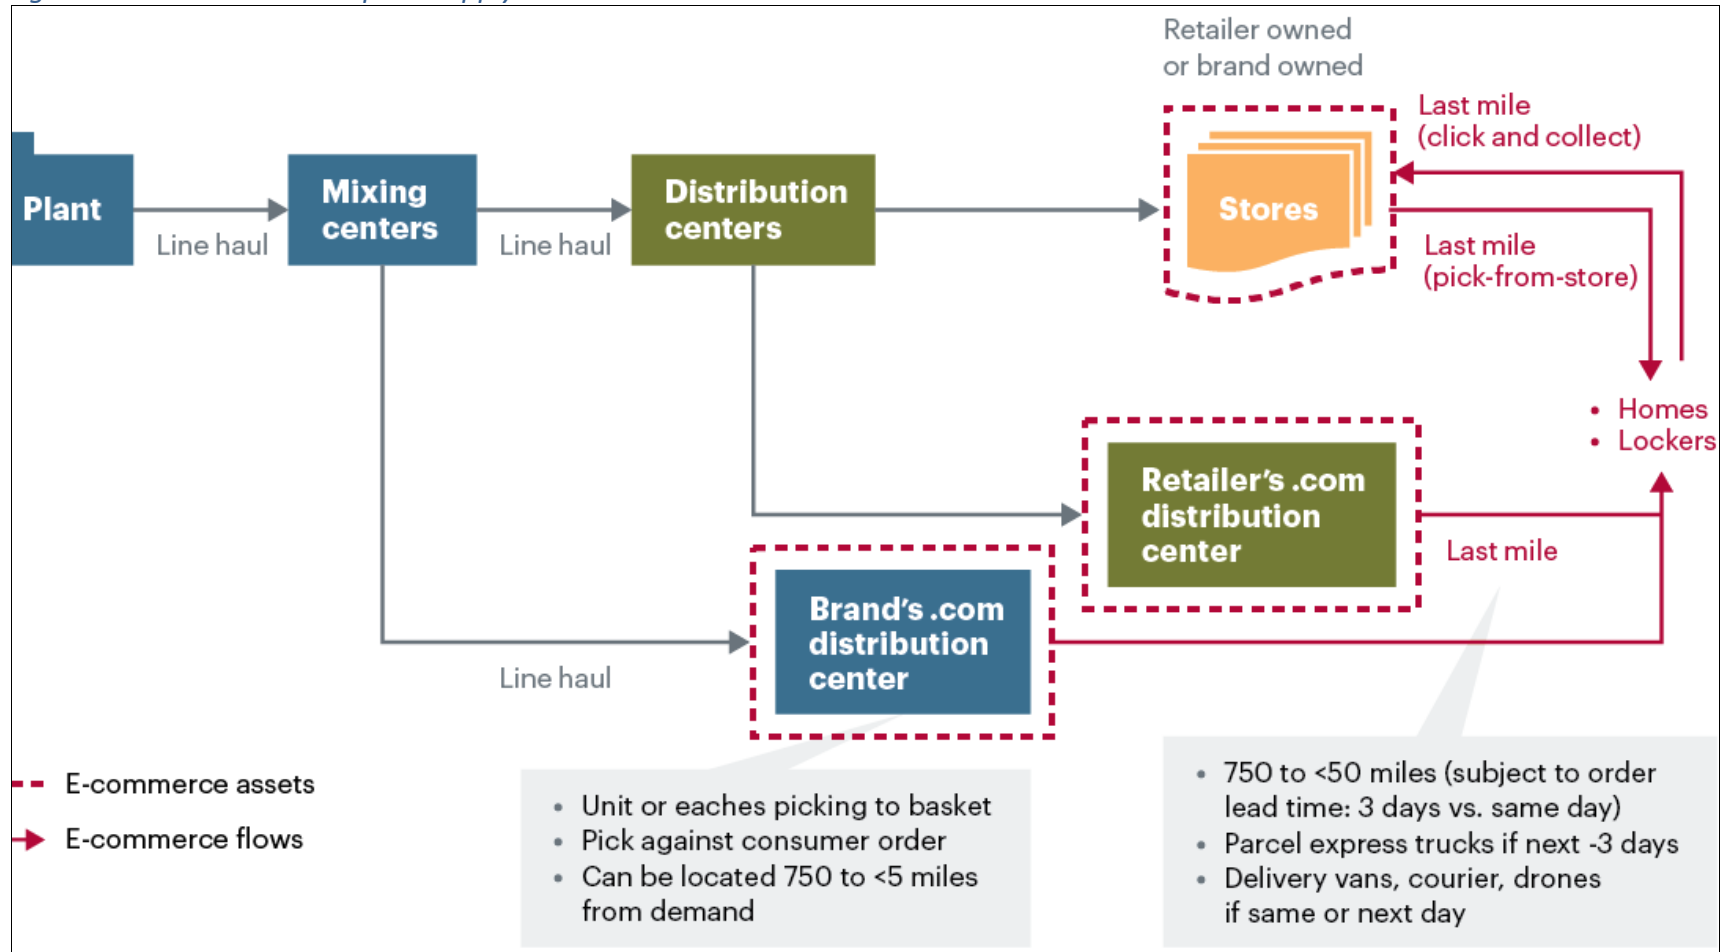 Retailer owned
or brand owned
Last mile
(click and collect)
Plant
Mixing
centers
Distribution
centers
Stores
Line haul
Line haul
Last mile
(pick-from-store)
• Homes
• Lockers
Retailer's .com
distribution
center
Last mile
Brand's .com
distribution
center
Line haul
E-commerce assets
E-commerce flows
• Unit or eaches picking to basket
• Pick against consumer order
• Can be located 750 to <5 miles
from demand
• 750 to <50 miles (subject to order
lead time: 3 days vs. same day)
• Parcel express trucks if next -3 days
• Delivery vans, courier, drones
if same or next day